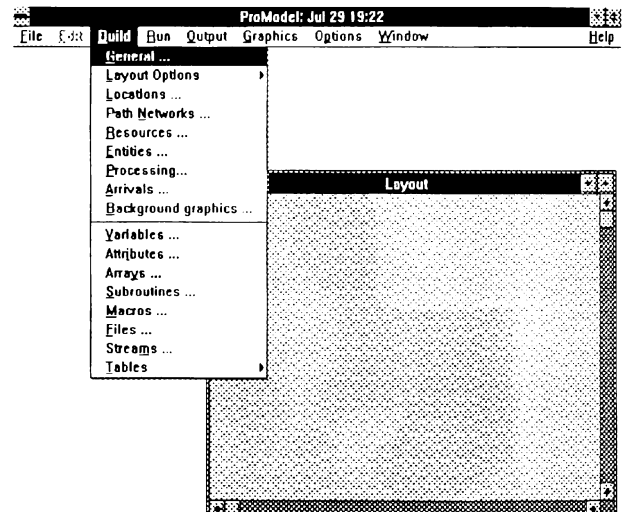 ProModel: Jul 29 19:22
File Edit Build Run Output Graphics Options Window Help
General ...
Layout Options
Locations ...
Path Networks ...
Resources ...
Entities ...
Processing...
Arrivals ...
Background graphics ...
Variables ...
Attributes ...
Arrays ...
Subroutines ...
Macros ...
Files ...
Streams ...
Tables
Layout